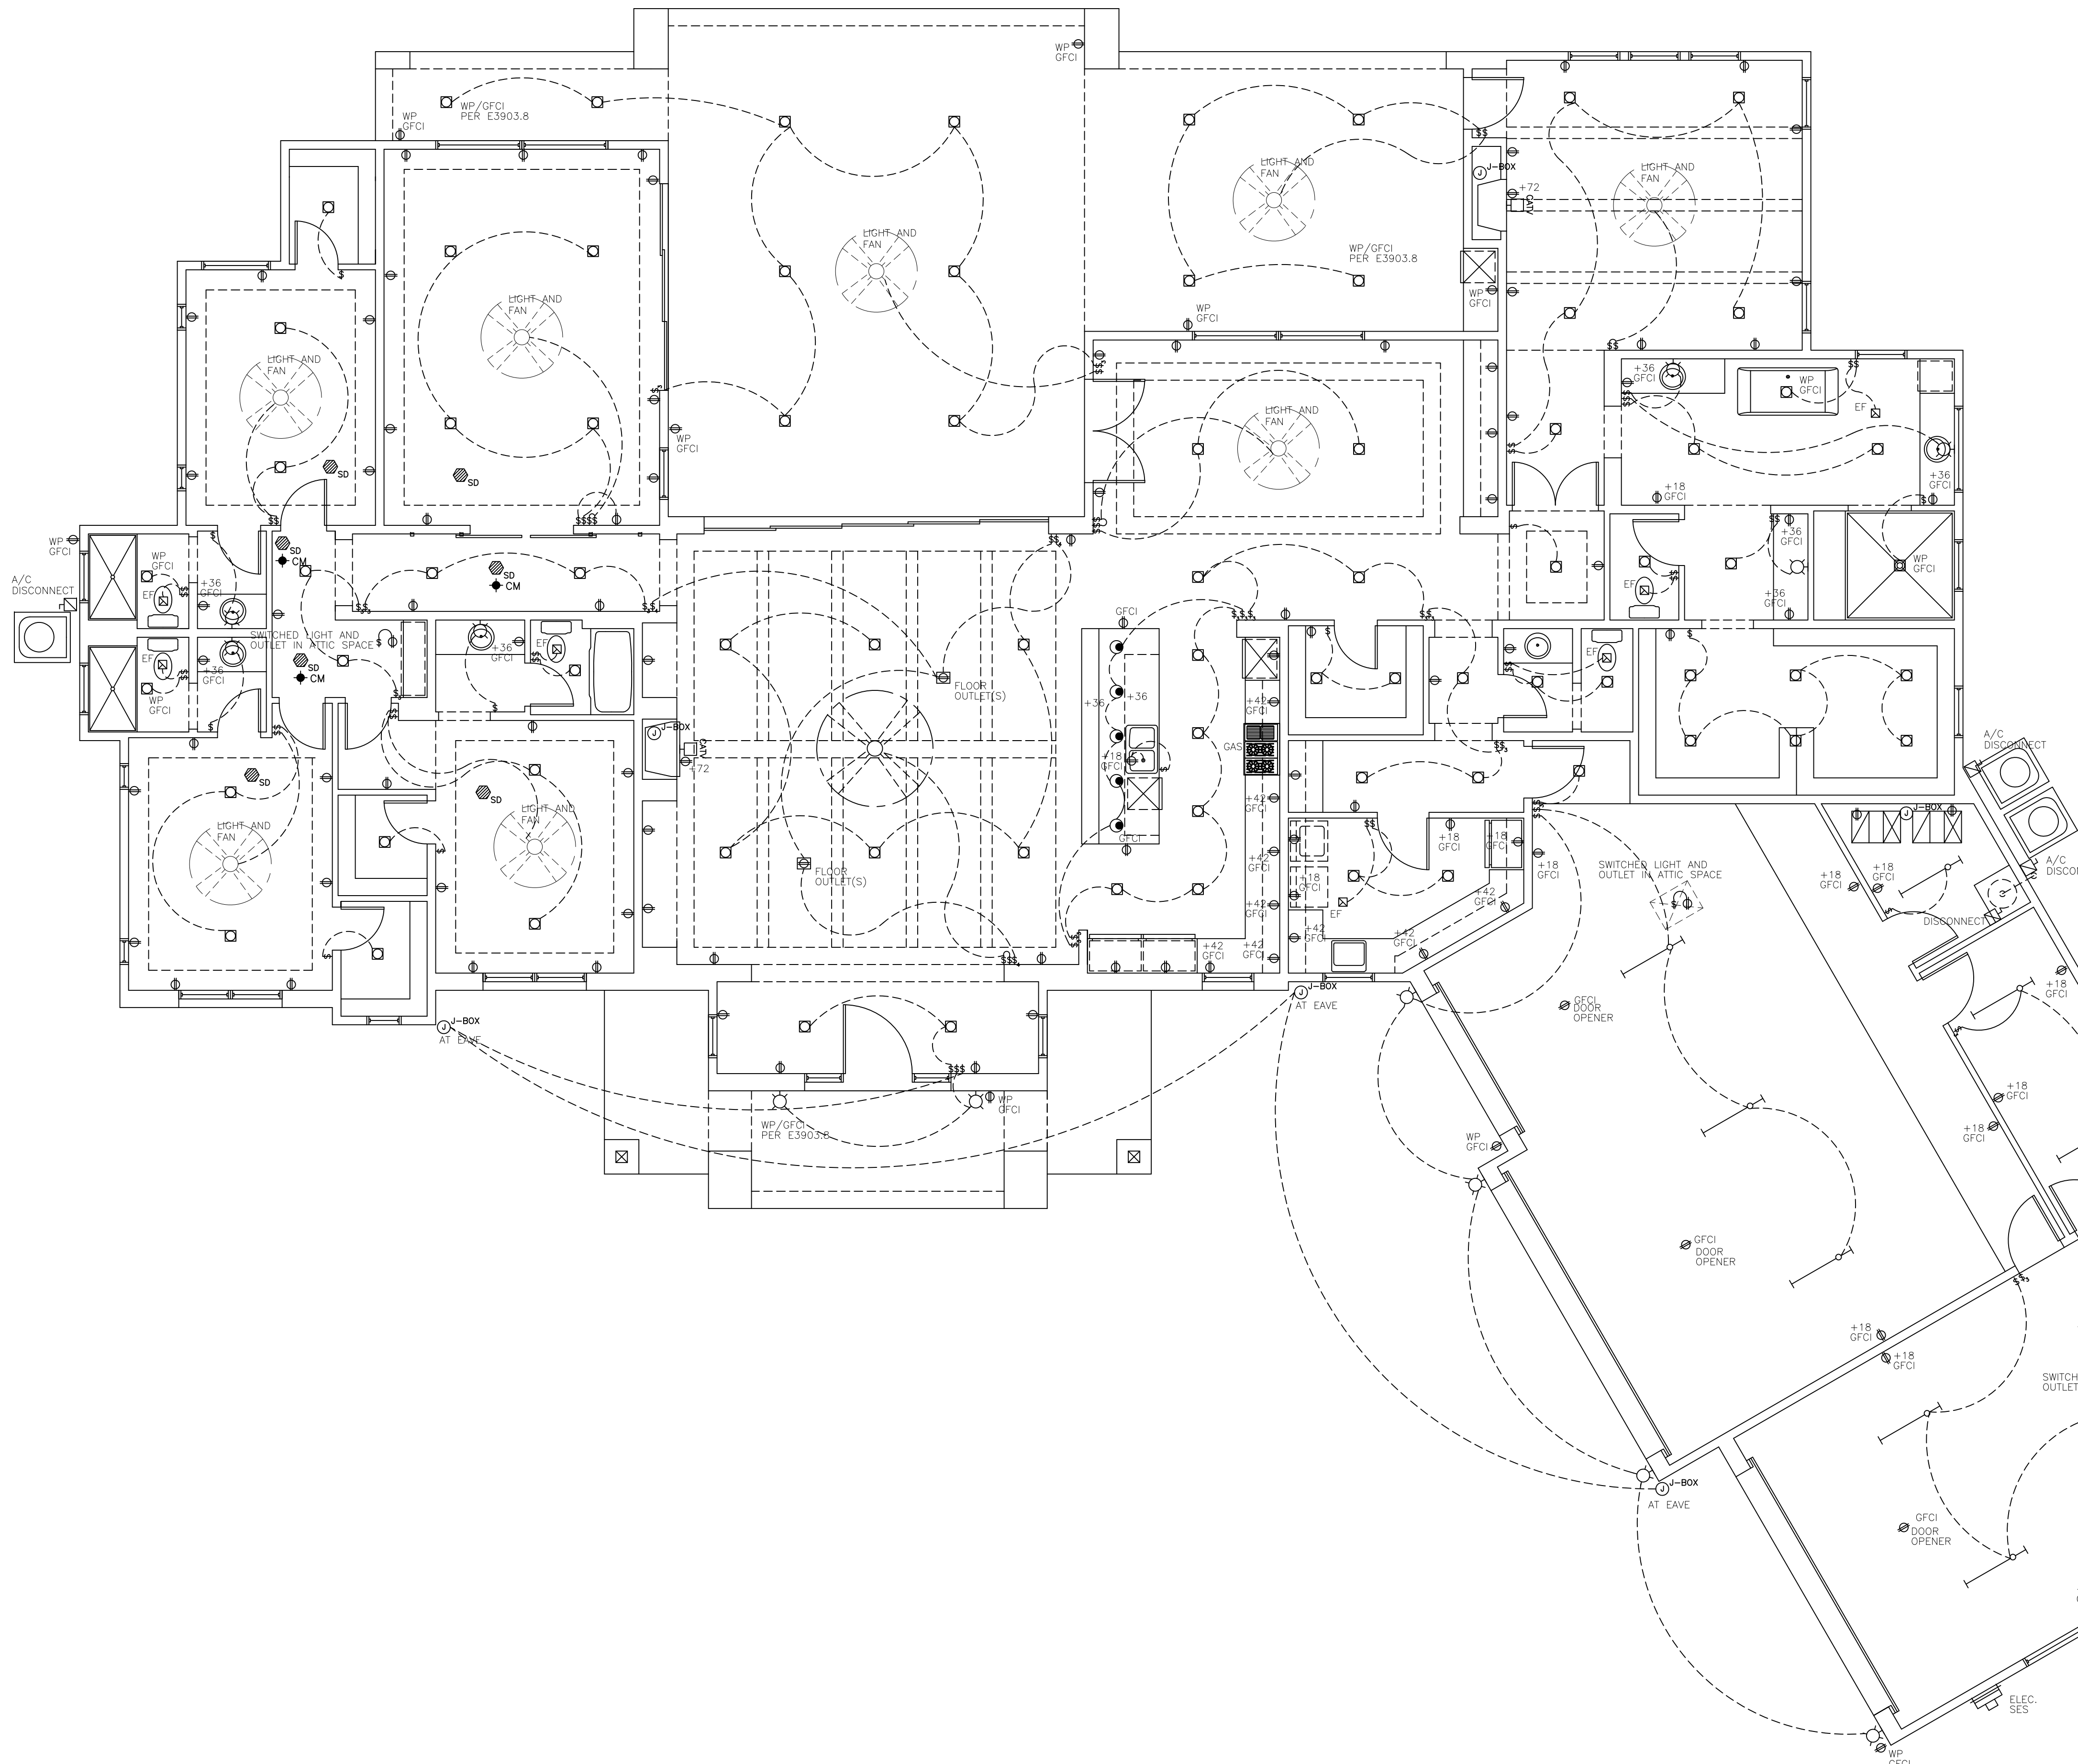 WP
GFCI
WP/GFCI
PER E3903.8
WP
GFCI
LIGHT AND
FAN
LIGHT AND
FAN
J-BOX
+72
CATV
LIGHT AND
FAN
WP/GFCI
PER E3903.8
WP
GFCI
WP
GFCI
LIGHT AND
FAN
LIGHT AND
FAN
+36
GFCI
WP
GFCI
EF
LIGHT AND
FAN
WP
GFCI
SD
SD
+36
GFCI
+18
GFCI
WP
GFCI
SD
CM
WP
GFCI
+36
GFCI
WP
GFCI
A/C
DISCONNECT
EF
+36
GFCI
SD
CM
EF
+36
GFCI
GFCI
SWITCHED LIGHT AND
OUTLET IN ATTIC SPACE
EF
+36
GFCI
EF
EF
SD
CM
+36
GFCI
WP
GFCI
FLOOR
OUTLET(S)
+36
+36
+42
GFCI
J-BOX
CATV
+72
GAS
+18
GFCI
A/C
DISCONNECT
SD
SD
LIGHT AND
FAN
LIGHT AND
FAN
+42
GFCI
J-BOX
GFCI
+18
GFCI
+18
GFCI
FLOOR
OUTLET(S)
+42
GFCI
+18
GFCI
+18
GFCI
SWITCHED LIGHT AND
OUTLET IN ATTIC SPACE
+18
GFCI
+18
GFCI
A/C
+42
GFCI
+42
GFCI
EF
DISCONNECT
+42
GFCI
+42
GFCI
+42
GFCI
+42
GFCI
+18
GFCI
J-BOX
AT EAVE
GFCI
DOOR
OPENER
J-BOX
AT EAVE
WP
GFCI
WP/GFCI
PER E3903.8
WP
GFCI
+18
GFCI
+18
GFCI
GFCI
DOOR
OPENER
+18
GFCI
+18
GFCI
J-BOX
AT EAVE
GFCI
DOOR
OPENER
ELEC.
SES
WP
GFCI